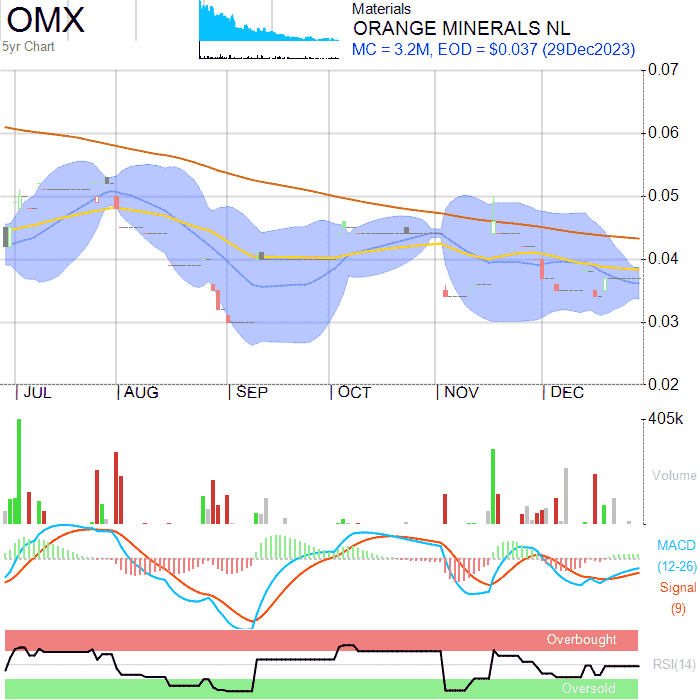 OMX
5yr Chart
Materials
ORANGE MINERALS NL
MC = 3.2M, EOD = $0.037 (29Dec2023)
0.07
0.06
0.05
0.04
0.03
0.02
JUL AUG SEP OCT NOV DEC
405k
Volume
MACD
(12-26)
Signal
(9)
Overbought
RSI(14)
Oversold